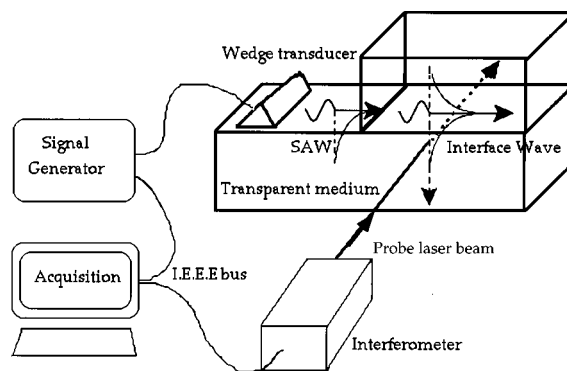 Wedge transducer
Signal
Generator
SAW
Interface Wave
Transparent medium
Probe laser beam
Acquisition
I.E.E.E bus
Interferometer